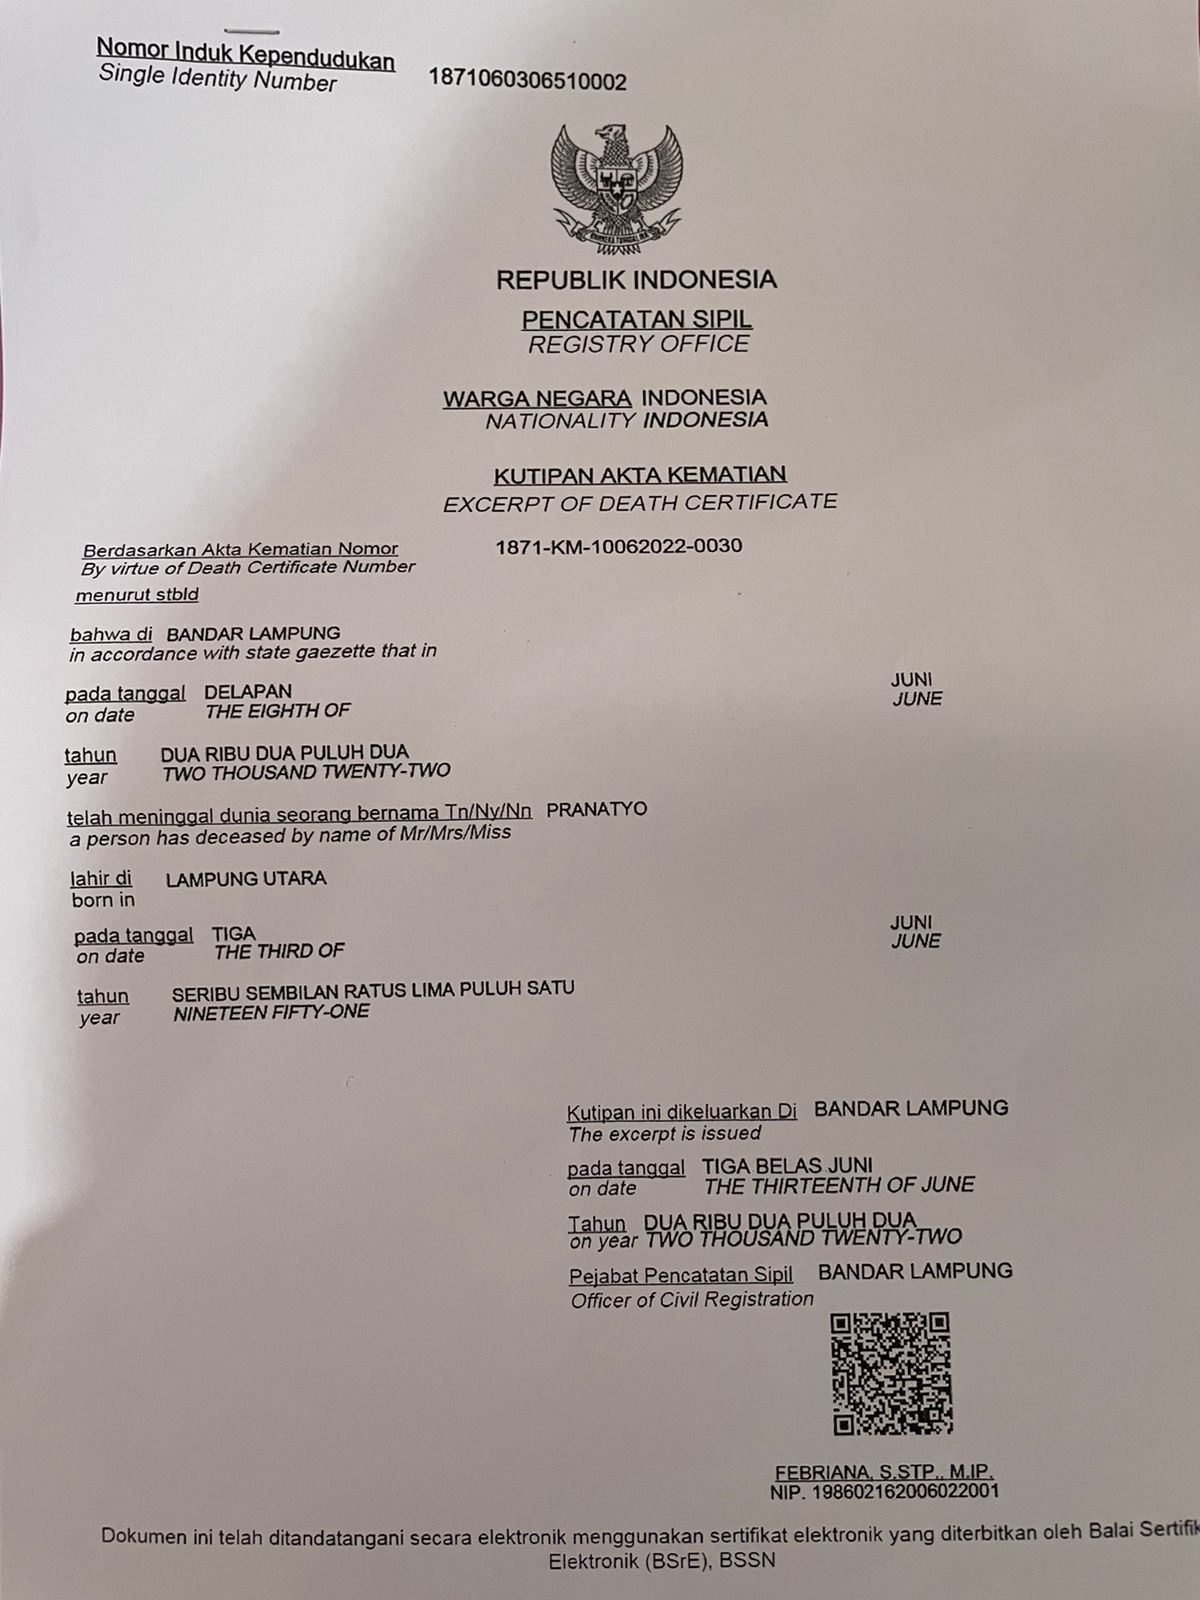 Nomor Induk Kependudukan 1871060306510002
Single Identity Number
BHINNEKA TUNGGAL IKA
REPUBLIK INDONESIA
PENCATATAN SIPIL
REGISTRY OFFICE
WARGA NEGARA INDONESIA
NATIONALITY INDONESIA
KUTIPAN AKTA KEMATIAN
EXCERPT OF DEATH CERTIFICATE
Berdasarkan Akta Kematian Nomor 1871-KM-10062022-0030
By virtue of Death Certificate Number
menurut stbld
bahwa di BANDAR LAMPUNG
in accordance with state gaezette that in
pada tanggal DELAPAN JUNI
on date THE EIGHTH OF JUNE
tahun DUA RIBU DUA PULUH DUA
year TWO THOUSAND TWENTY-TWO
telah meninggal dunia seorang bernama Tn/Ny/Nn PRANATYO
a person has deceased by name of Mr/Mrs/Miss
lahir di LAMPUNG UTARA
born in
pada tanggal TIGA JUNI
on date THE THIRD OF JUNE
tahun SERIBU SEMBILAN RATUS LIMA PULUH SATU
year NINETEEN FIFTY-ONE
Kutipan ini dikeluarkan Di BANDAR LAMPUNG
The excerpt is issued
pada tanggal TIGA BELAS JUNI
on date THE THIRTEENTH OF JUNE
Tahun DUA RIBU DUA PULUH DUA
on year TWO THOUSAND TWENTY-TWO
Pejabat Pencatatan Sipil BANDAR LAMPUNG
Officer of Civil Registration
FEBRIANA, S.STP., M.IP.
NIP. 198602162006022001
Dokumen ini telah ditandatangani secara elektronik menggunakan sertifikat elektronik yang diterbitkan oleh Balai Sertifik
Elektronik (BSrE), BSSN